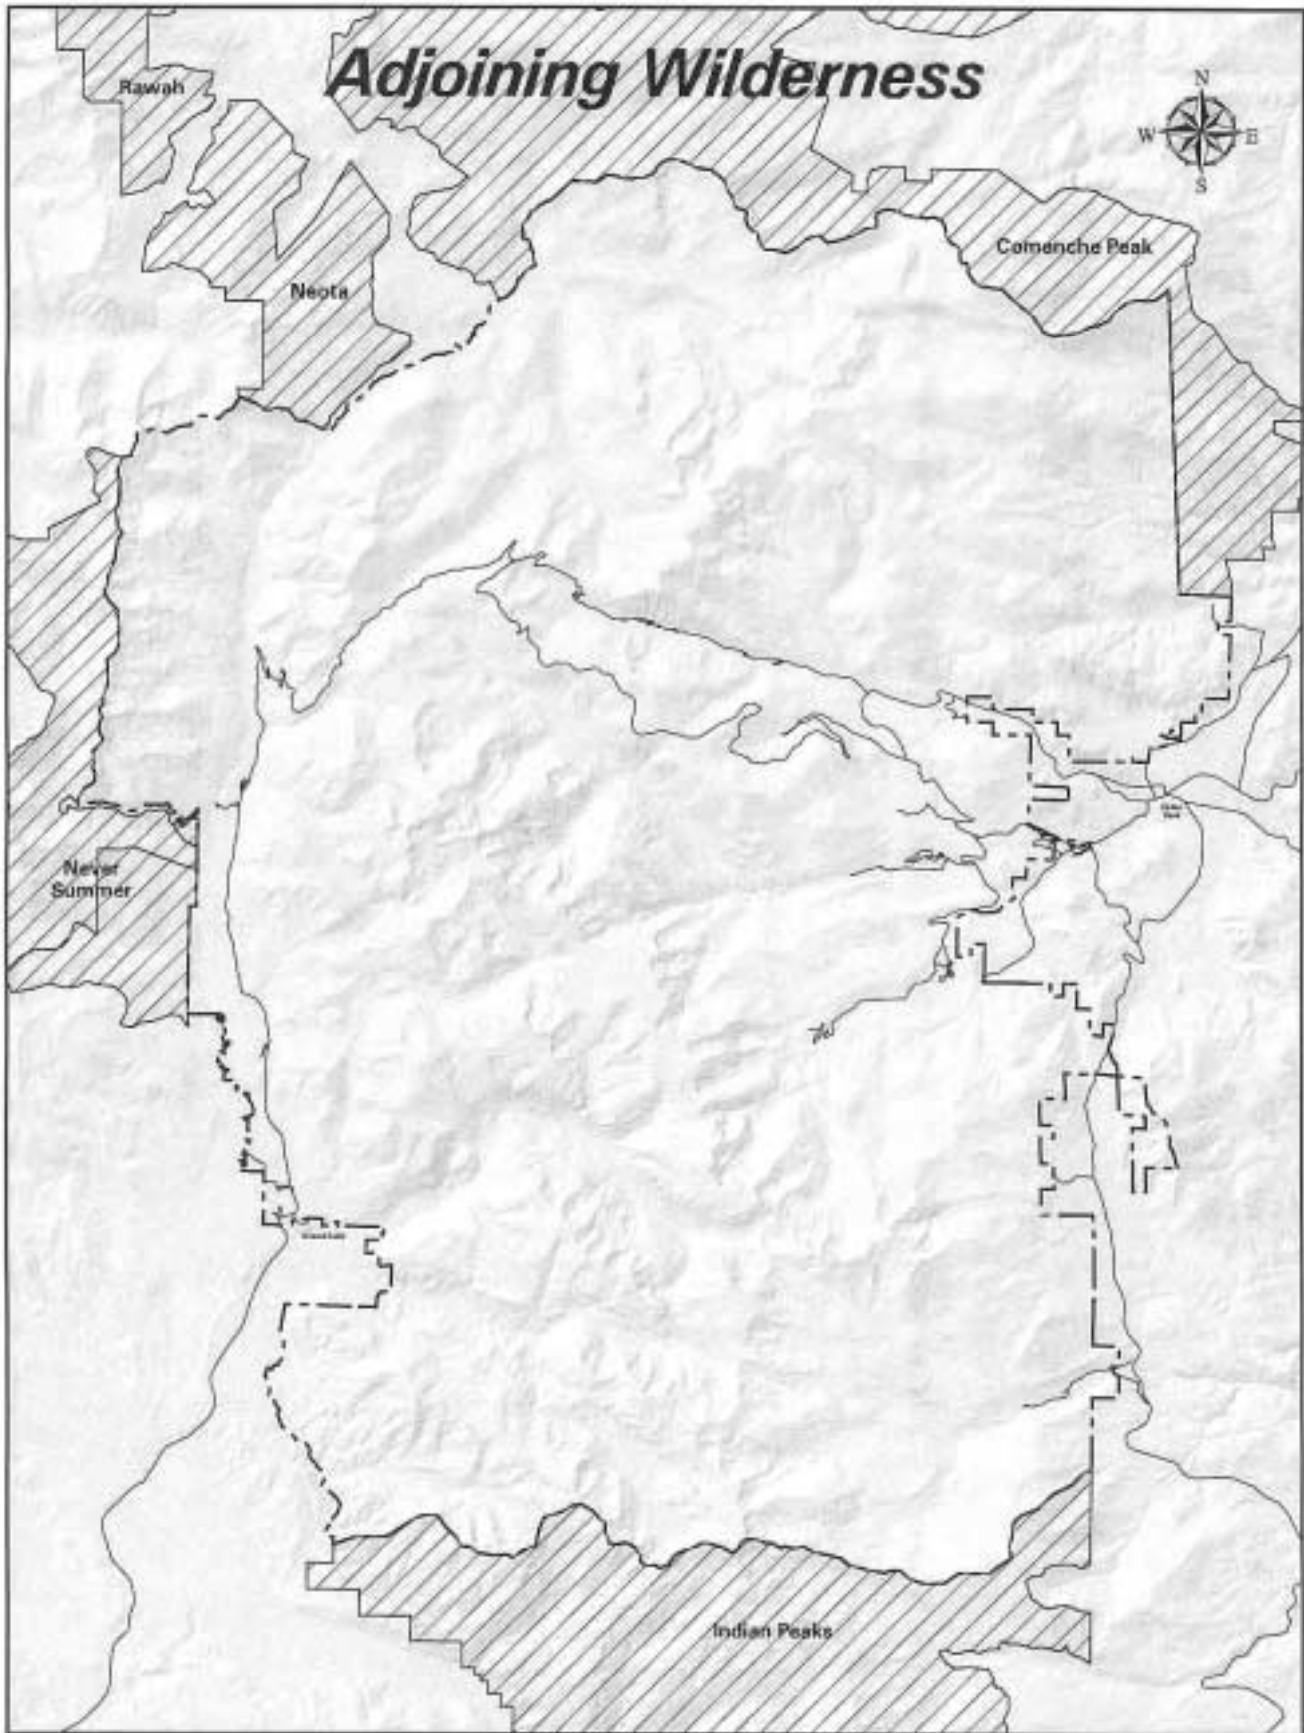 Adjoining Wilderness
Rawah
N
W E
S
Comanche Peak
Neota
Never
Summer
Indian Peaks